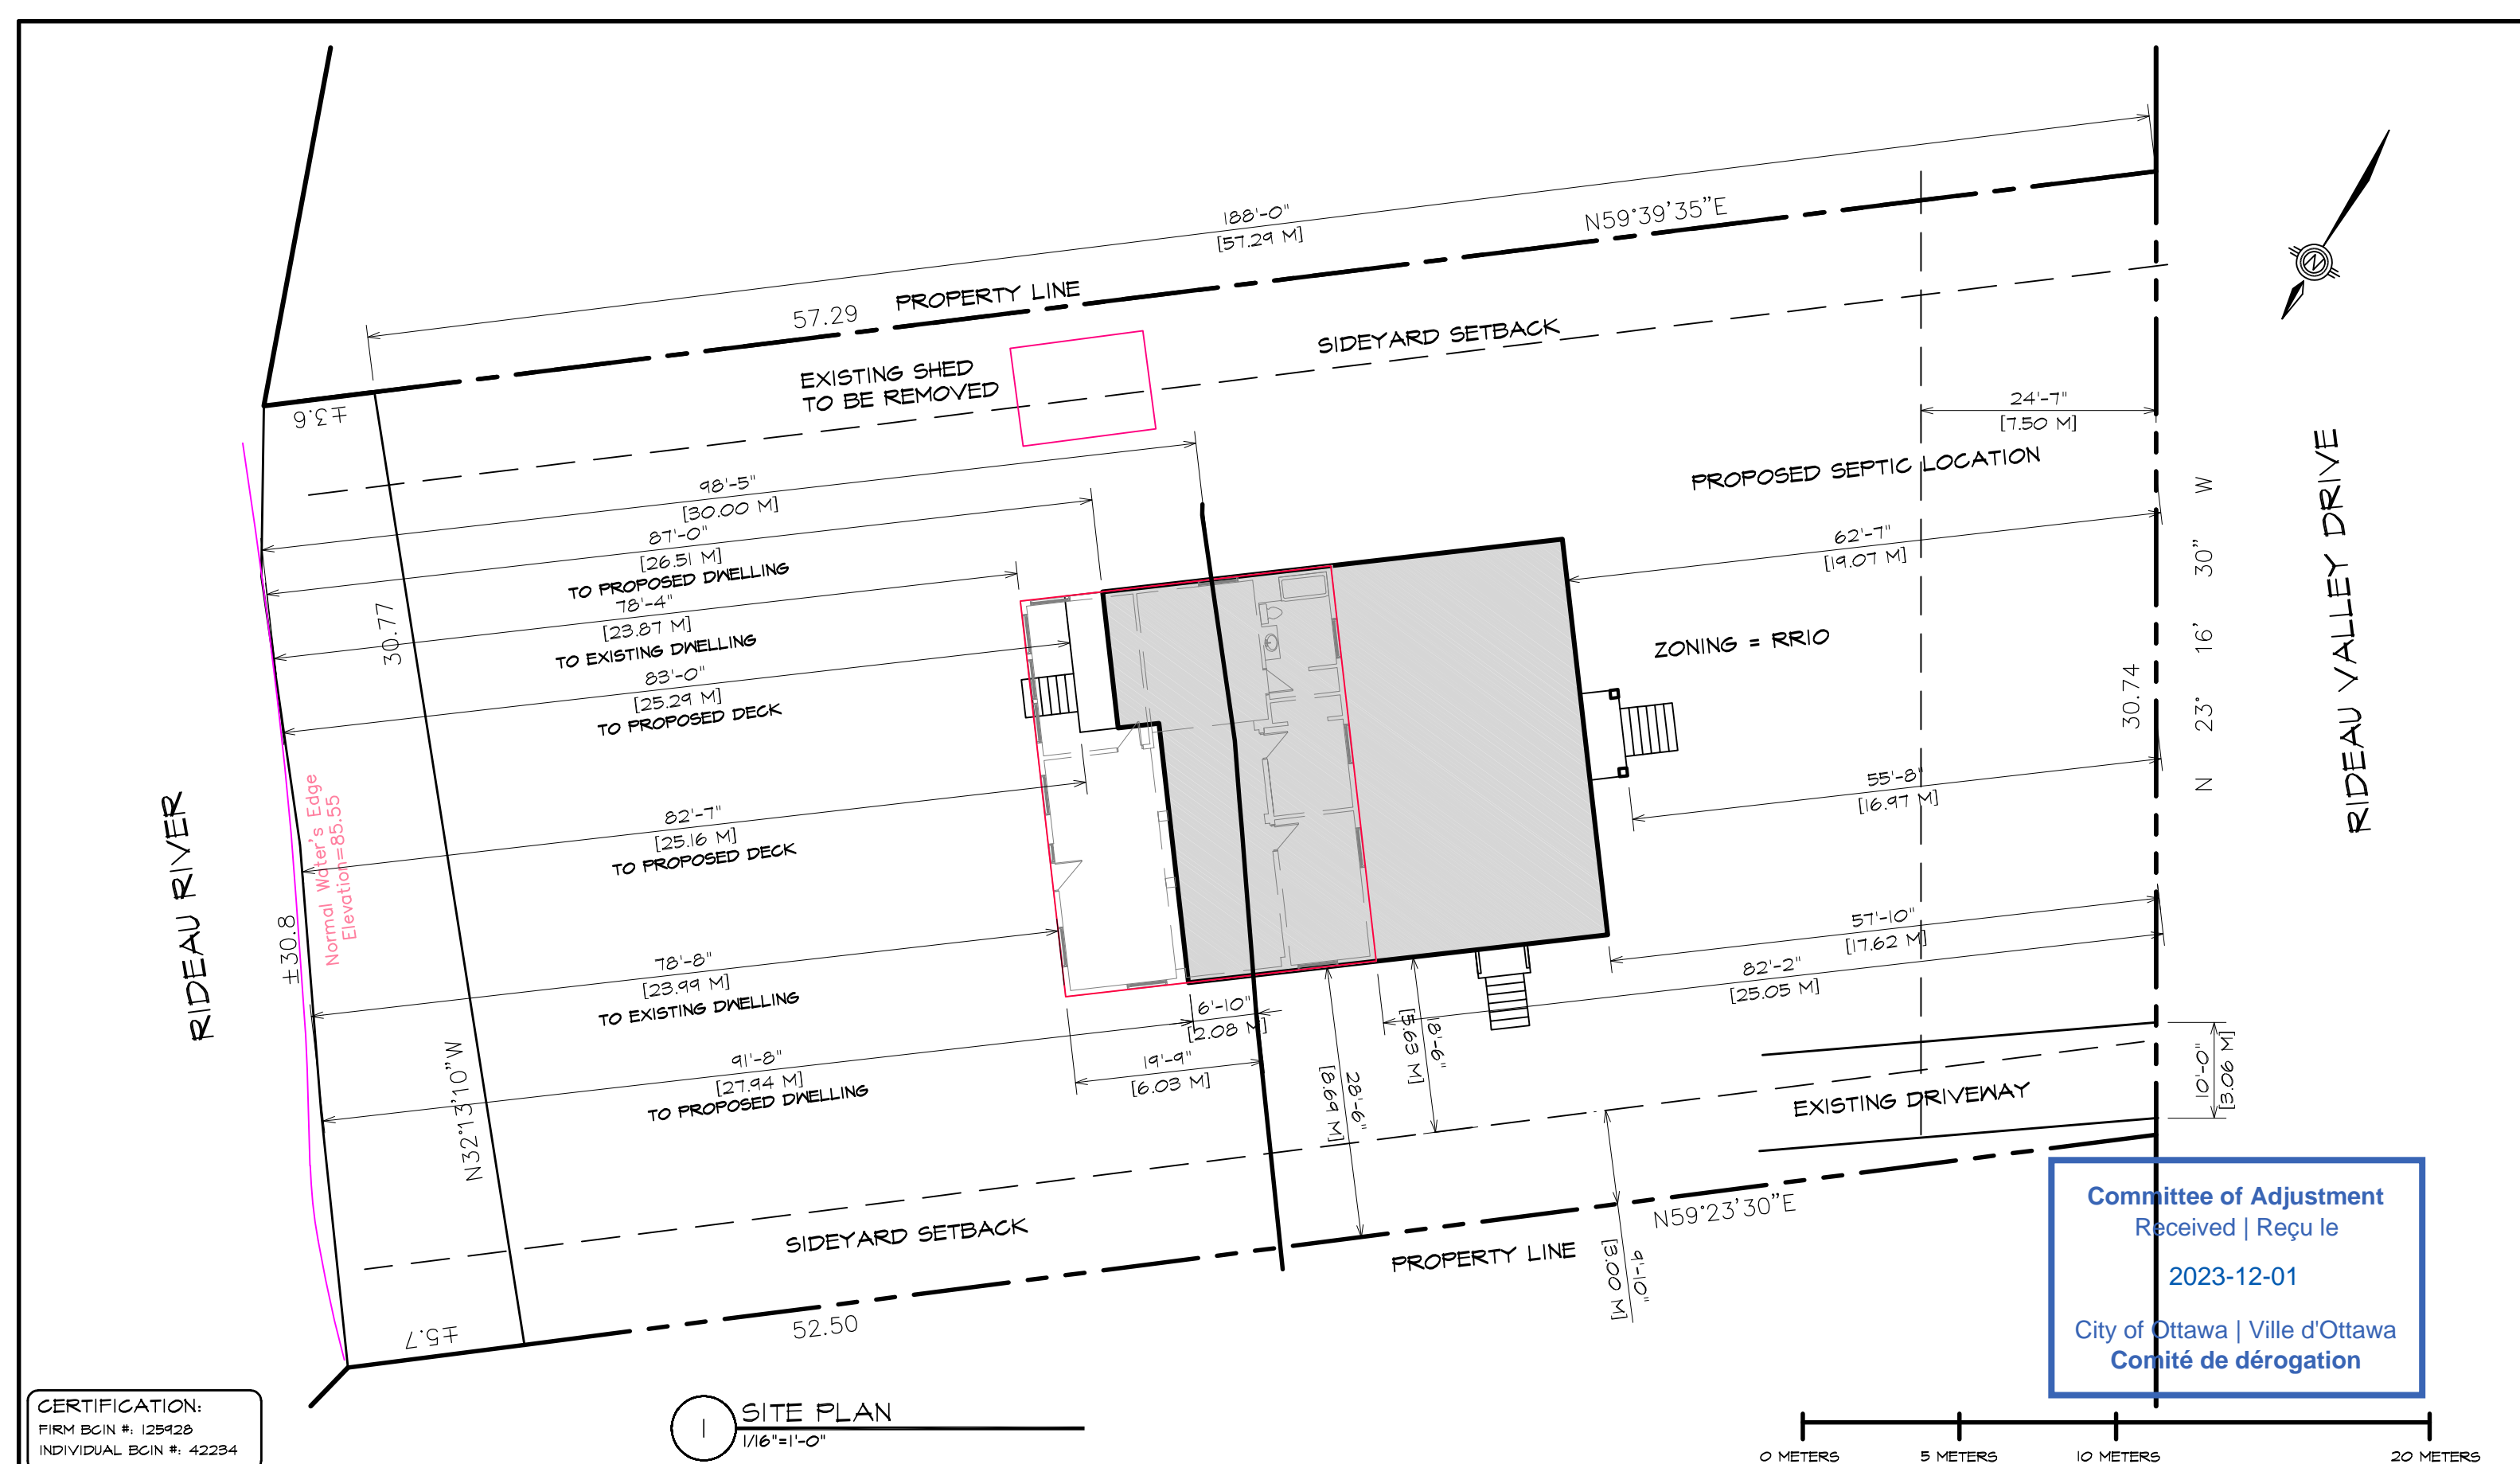 188'-0"
[57.29 M]
N59°39'35"E
PROPERTY LINE
57.29
SIDEYARD SETBACK
EXISTING SHED
TO BE REMOVED
±3.6
24'-7"
[7.50 M]
PROPOSED SEPTIC LOCATION
98'-5"
[30.00 M]
87'-0"
[26.51 M]
TO PROPOSED DWELLING
78'-4"
[23.87 M]
TO EXISTING DWELLING
83'-0"
[25.29 M]
TO PROPOSED DECK
82'-7"
[25.16 M]
TO PROPOSED DECK
78'-8"
[23.99 M]
TO EXISTING DWELLING
91'-8"
[27.94 M]
TO PROPOSED DWELLING
30.77
N32°13'10"W
RIDEAU RIVER
Normal Water's Edge
Elevation=85.55
±30.8
62'-7"
[19.07 M]
ZONING = RR10
55'-8"
[16.97 M]
57'-10"
[17.62 M]
82'-2"
[25.05 M]
6'-10"
[2.08 M]
19'-9"
[6.03 M]
18'-6"
[5.63 M]
28'-6"
[8.69 M]
30.74
N 23° 16' 30" W
RIDEAU VALLEY DRIVE
10'-0"
[3.06 M]
EXISTING DRIVEWAY
9'-10"
[3.00 M]
SIDEYARD SETBACK
N59°23'30"E
PROPERTY LINE
52.50
±5.7
Committee of Adjustment
Received | Reçu le
2023-12-01
City of Ottawa | Ville d'Ottawa
Comité de dérogation
CERTIFICATION:
FIRM BCIN #: 125928
INDIVIDUAL BCIN #: 42234
1
SITE PLAN
1/16"=1'-0"
0 METERS 5 METERS 10 METERS 20 METERS
N